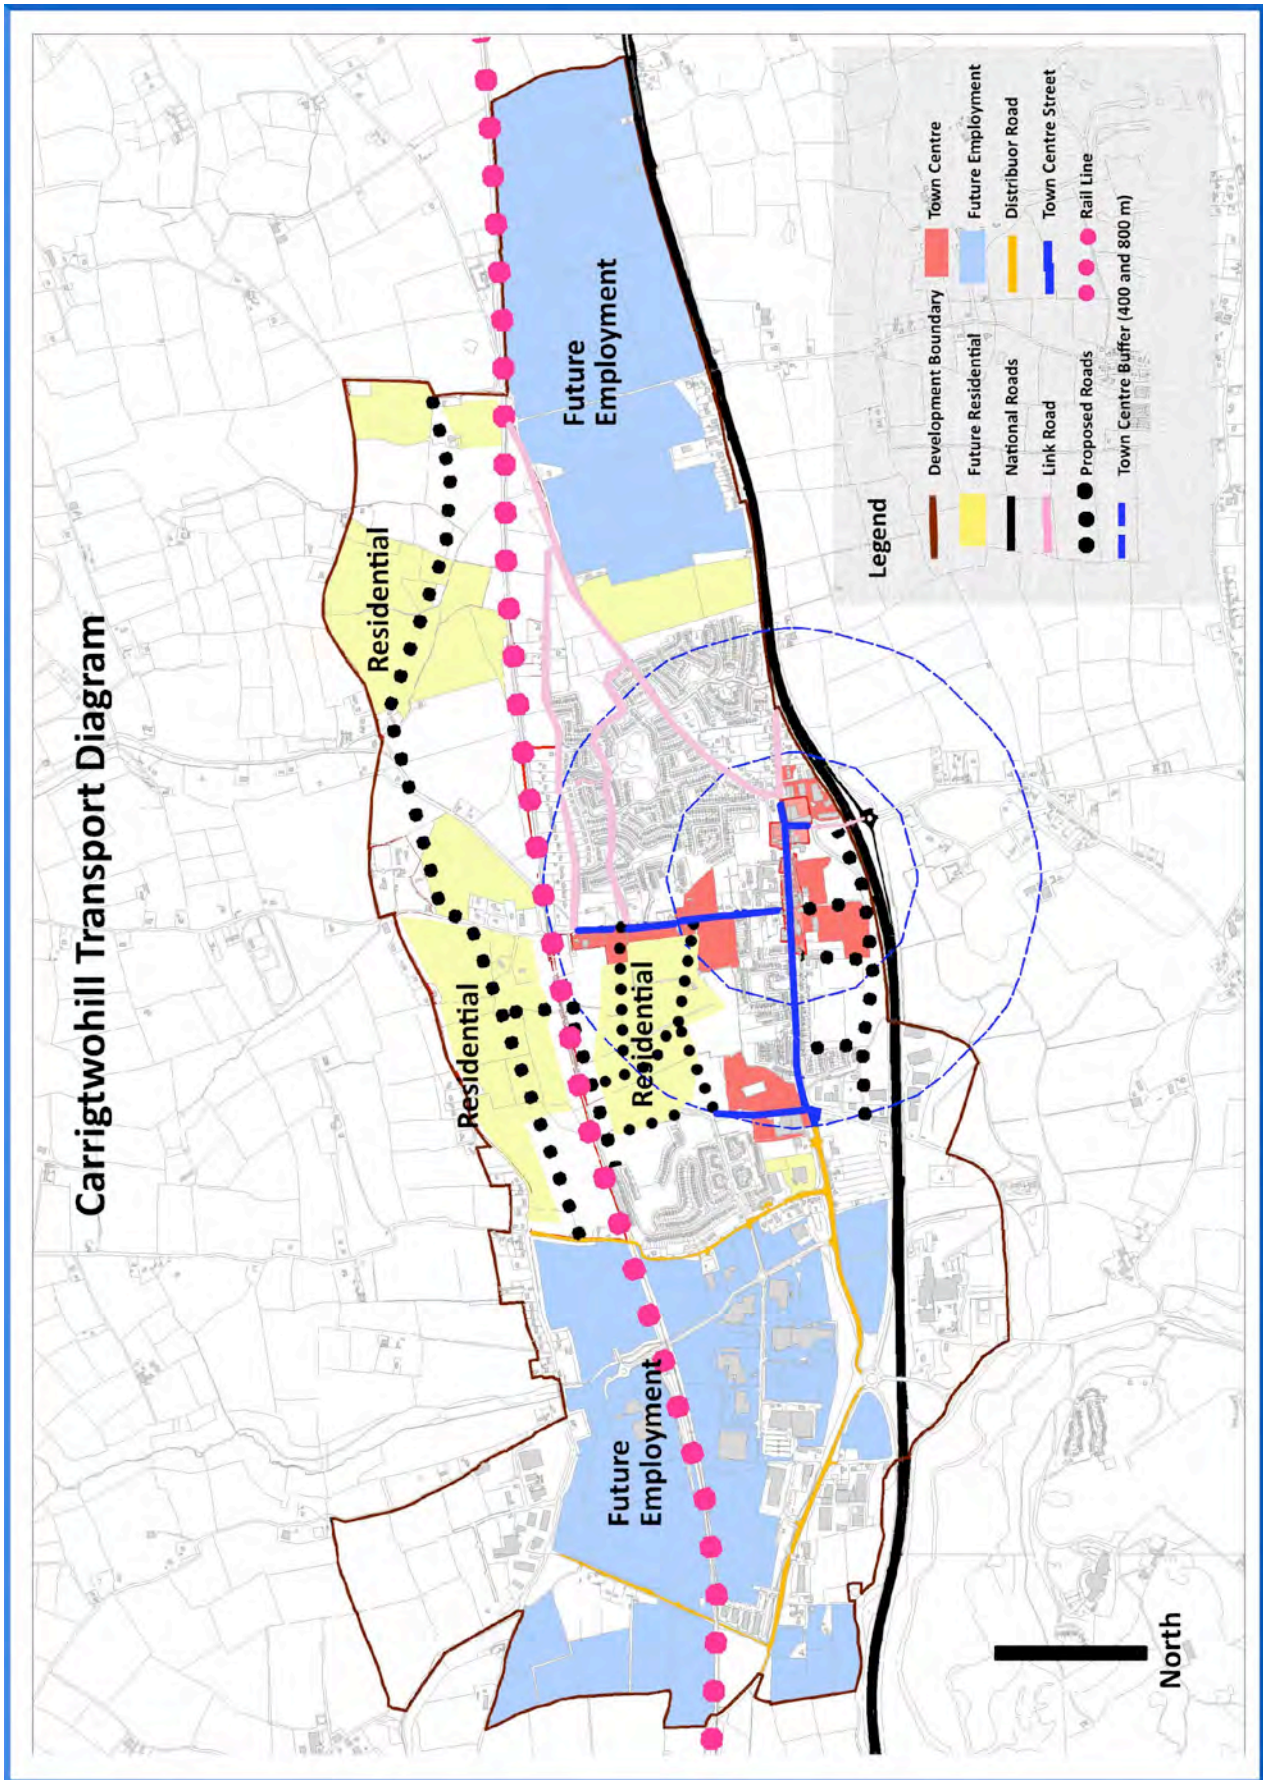 Carrigtwohill Transport Diagram
Residential
Residential
Residential
Future
Employment
Future
Employment
Legend
Development Boundary
Town Centre
Future Residential
Future Employment
National Roads
Distribuor Road
Link Road
Town Centre Street
Proposed Roads
Rail Line
Town Centre Buffer (400 and 800 m)
North